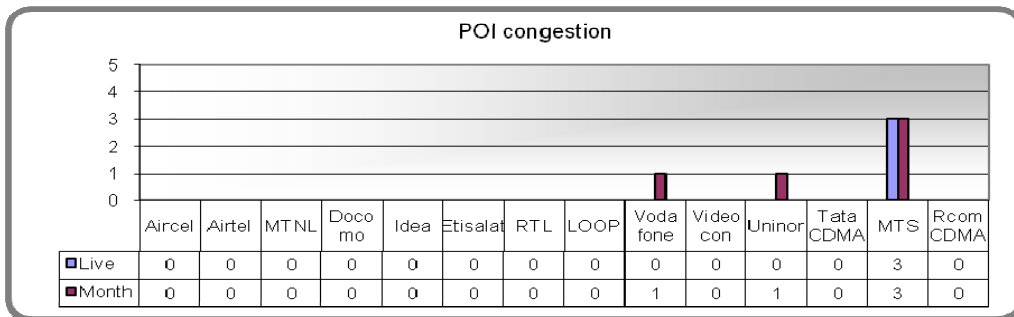 POI congestion
5
4
3
2
1
0
Aircel Airtel MTNL Doco mo Idea Etisalat RTL LOOP Voda fone Video con Uninor Tata CDMA MTS Rcom CDMA
Live 0 0 0 0 0 0 0 0 0 0 0 0 3 0
Month 0 0 0 0 0 0 0 0 1 0 1 0 3 0